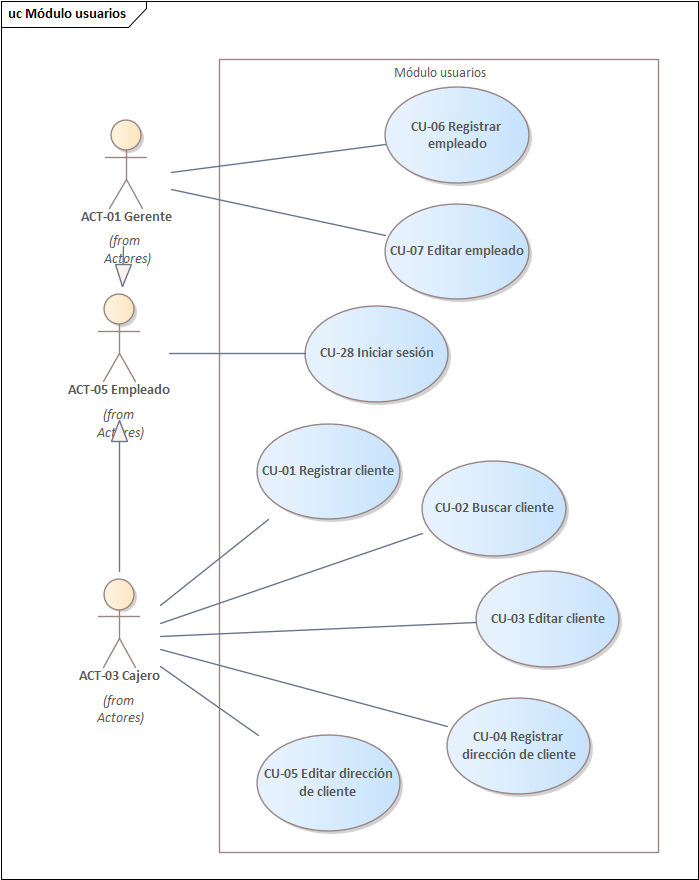 uc Módulo usuarios
Módulo usuarios
CU-06 Registrar
empleado
ACT-01 Gerente
(from
Actores)
CU-07 Editar empleado
CU-28 Iniciar sesión
ACT-05 Empleado
(from
Actores)
CU-01 Registrar cliente
CU-02 Buscar cliente
CU-03 Editar cliente
ACT-03 Cajero
(from
Actores)
CU-04 Registrar
dirección de cliente
CU-05 Editar dirección
de cliente